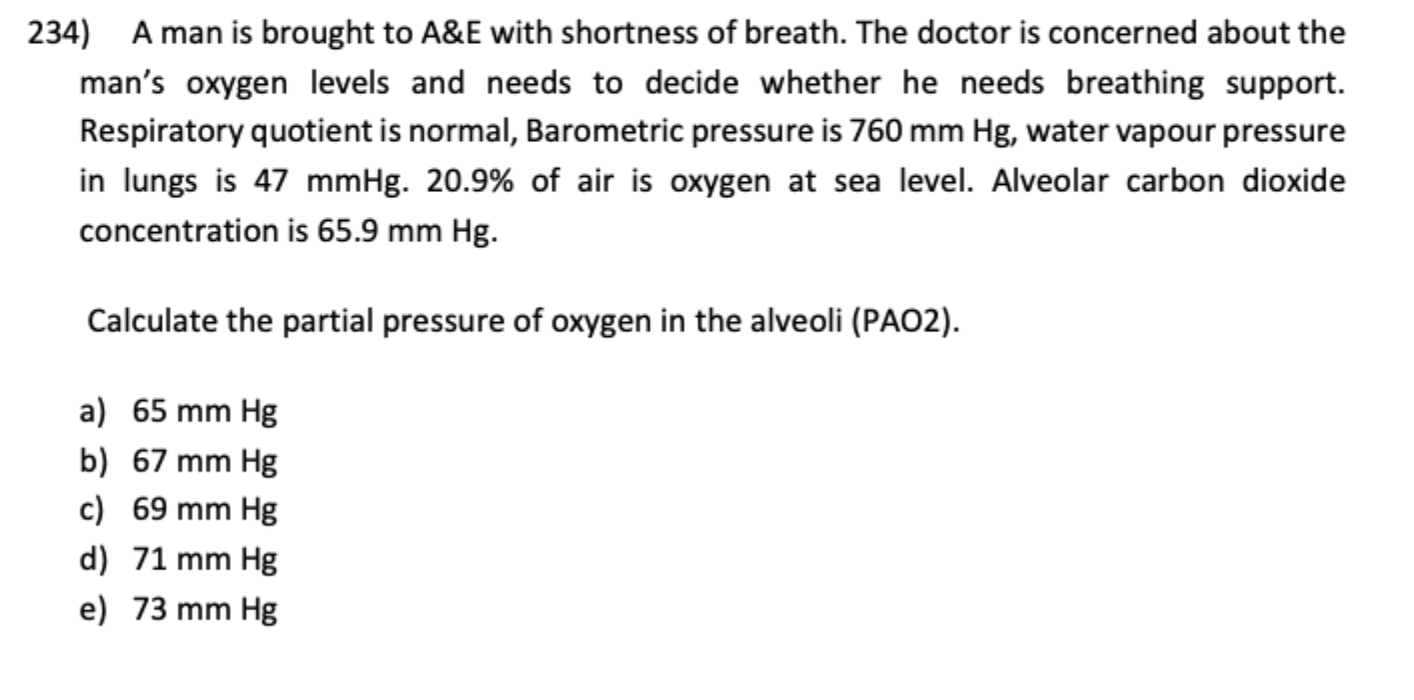 234) A man is brought to A&E with shortness of breath. The doctor is concerned about the
man's oxygen levels and needs to decide whether he needs breathing support.
Respiratory quotient is normal, Barometric pressure is 760 mm Hg, water vapour pressure
in lungs is 47 mmHg. 20.9% of air is oxygen at sea level. Alveolar carbon dioxide
concentration is 65.9 mm Hg.
Calculate the partial pressure of oxygen in the alveoli (PAO2).
a) 65 mm Hg
b) 67 mm Hg
c) 69 mm Hg
d) 71 mm Hg
e) 73 mm Hg